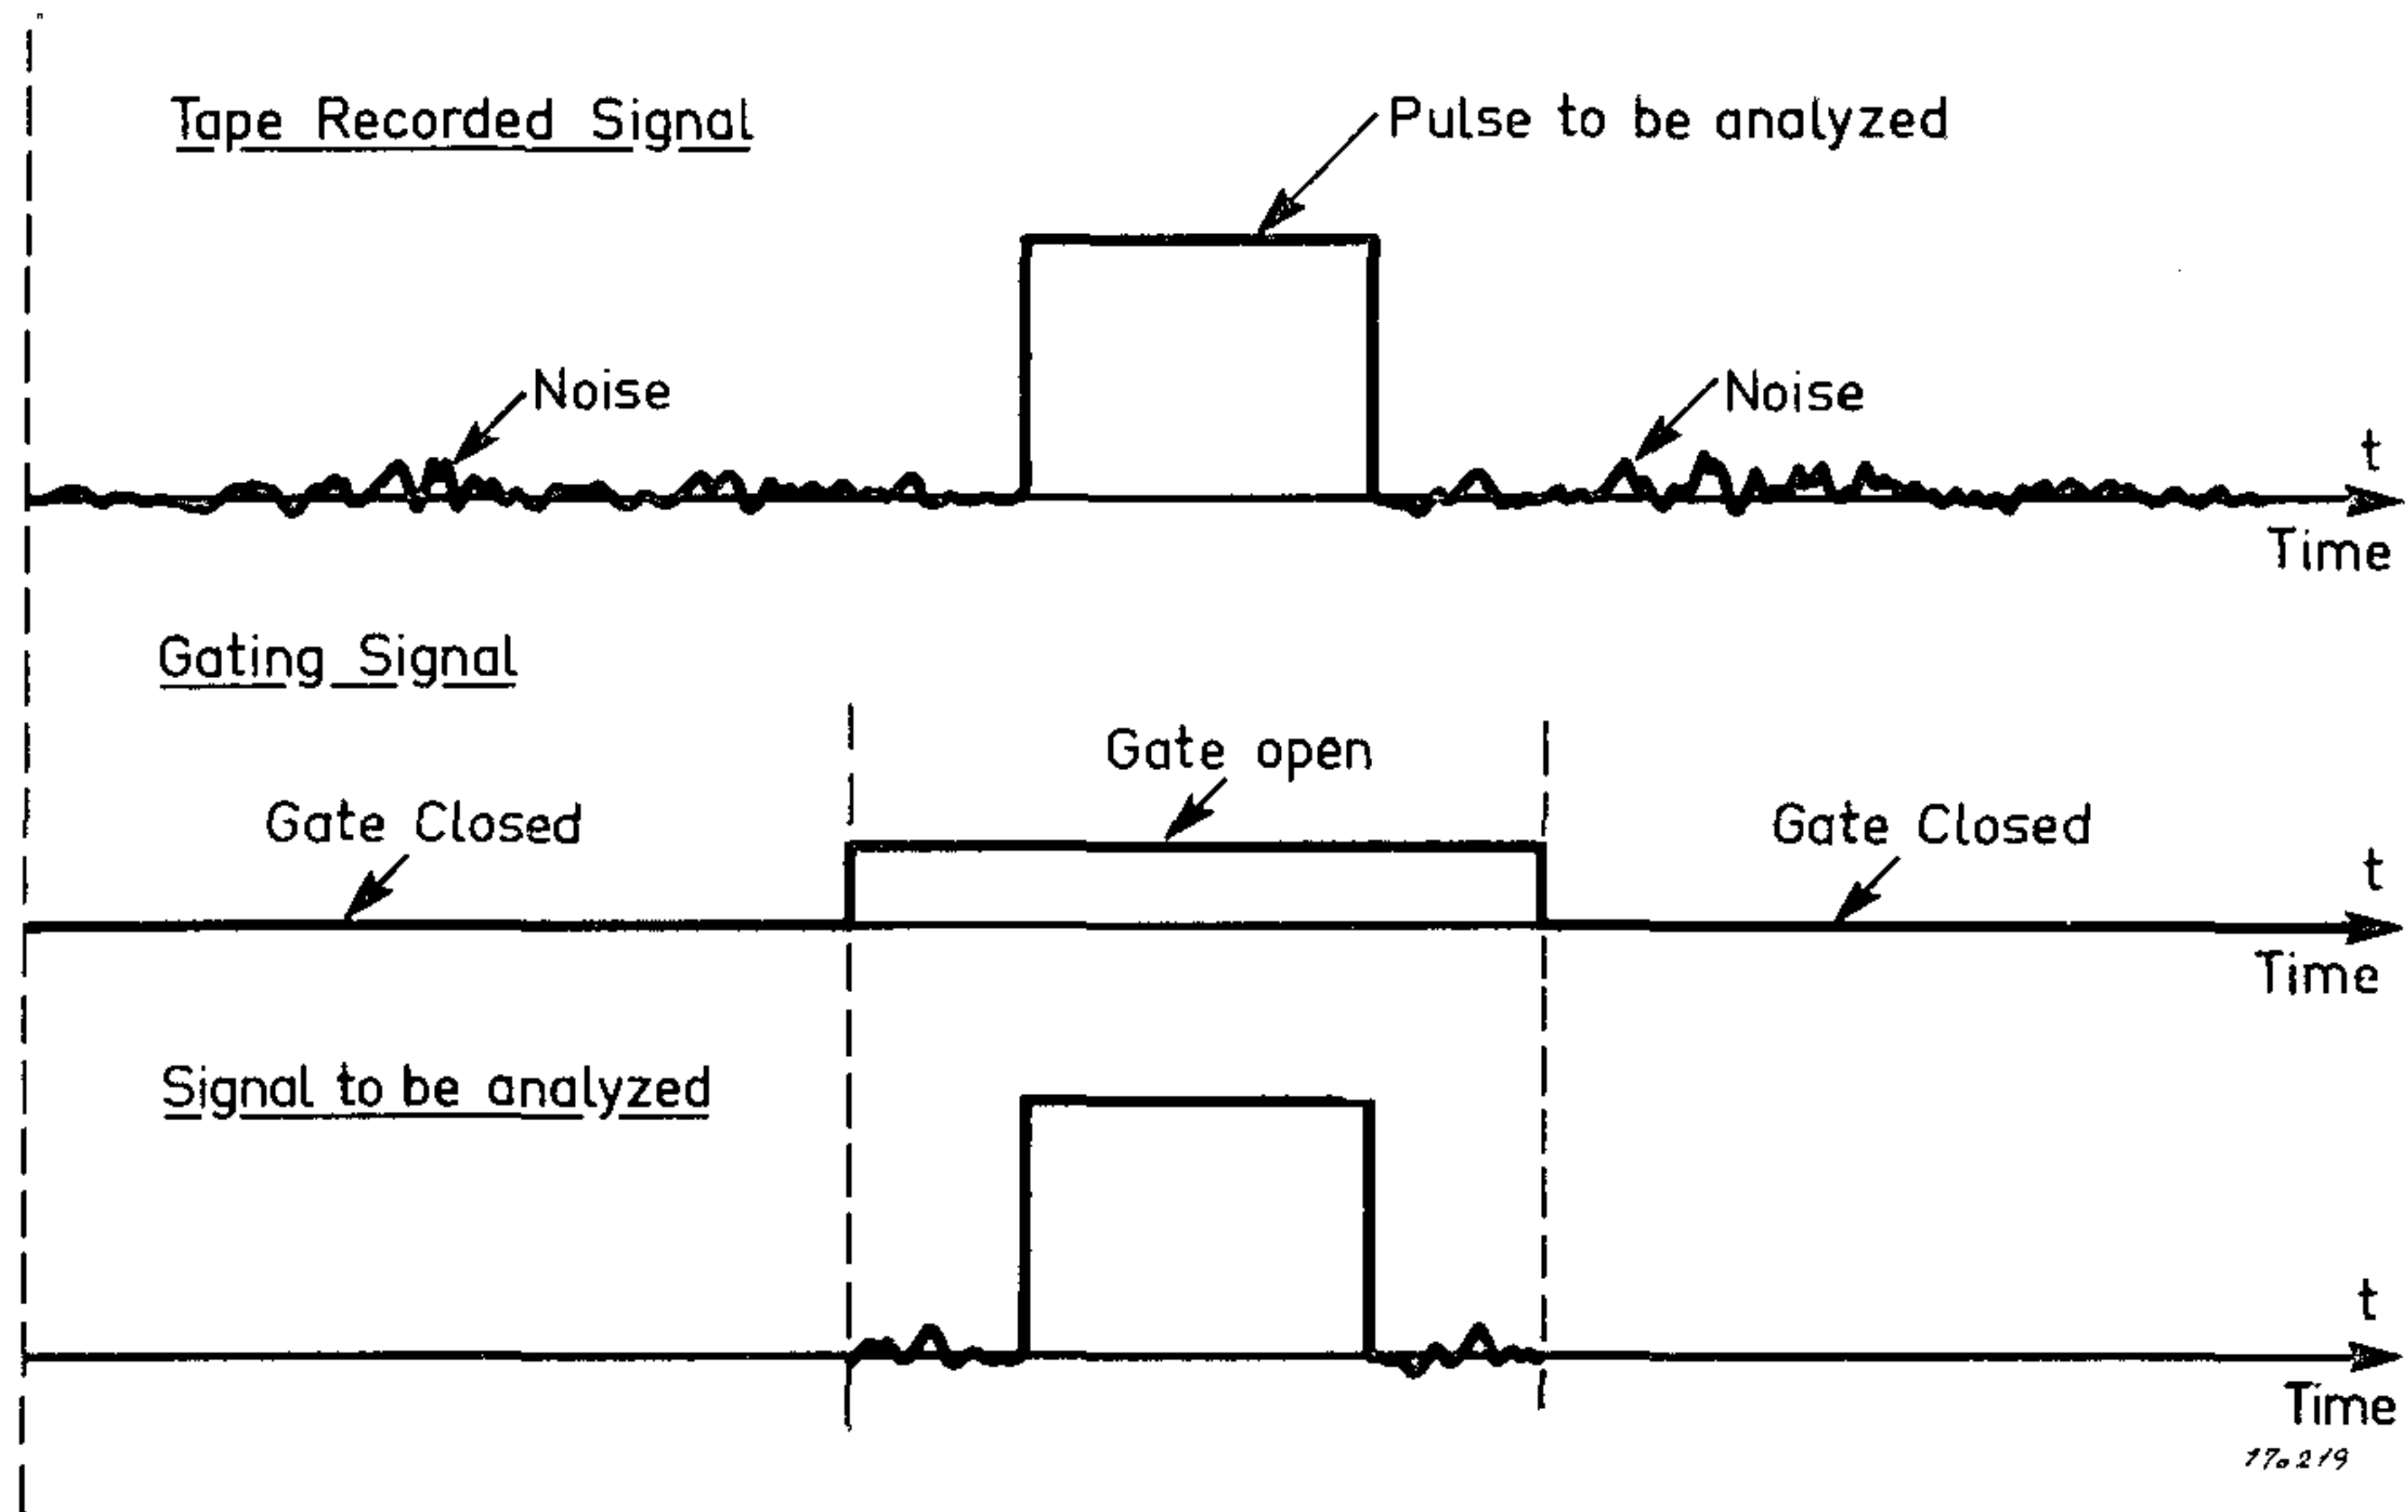 Tape Recorded Signal
Pulse to be analyzed
Noise
Noise
t
Time
Gating Signal
Gate open
Gate Closed
Gate Closed
t
Time
Signal to be analyzed
t
Time
170219